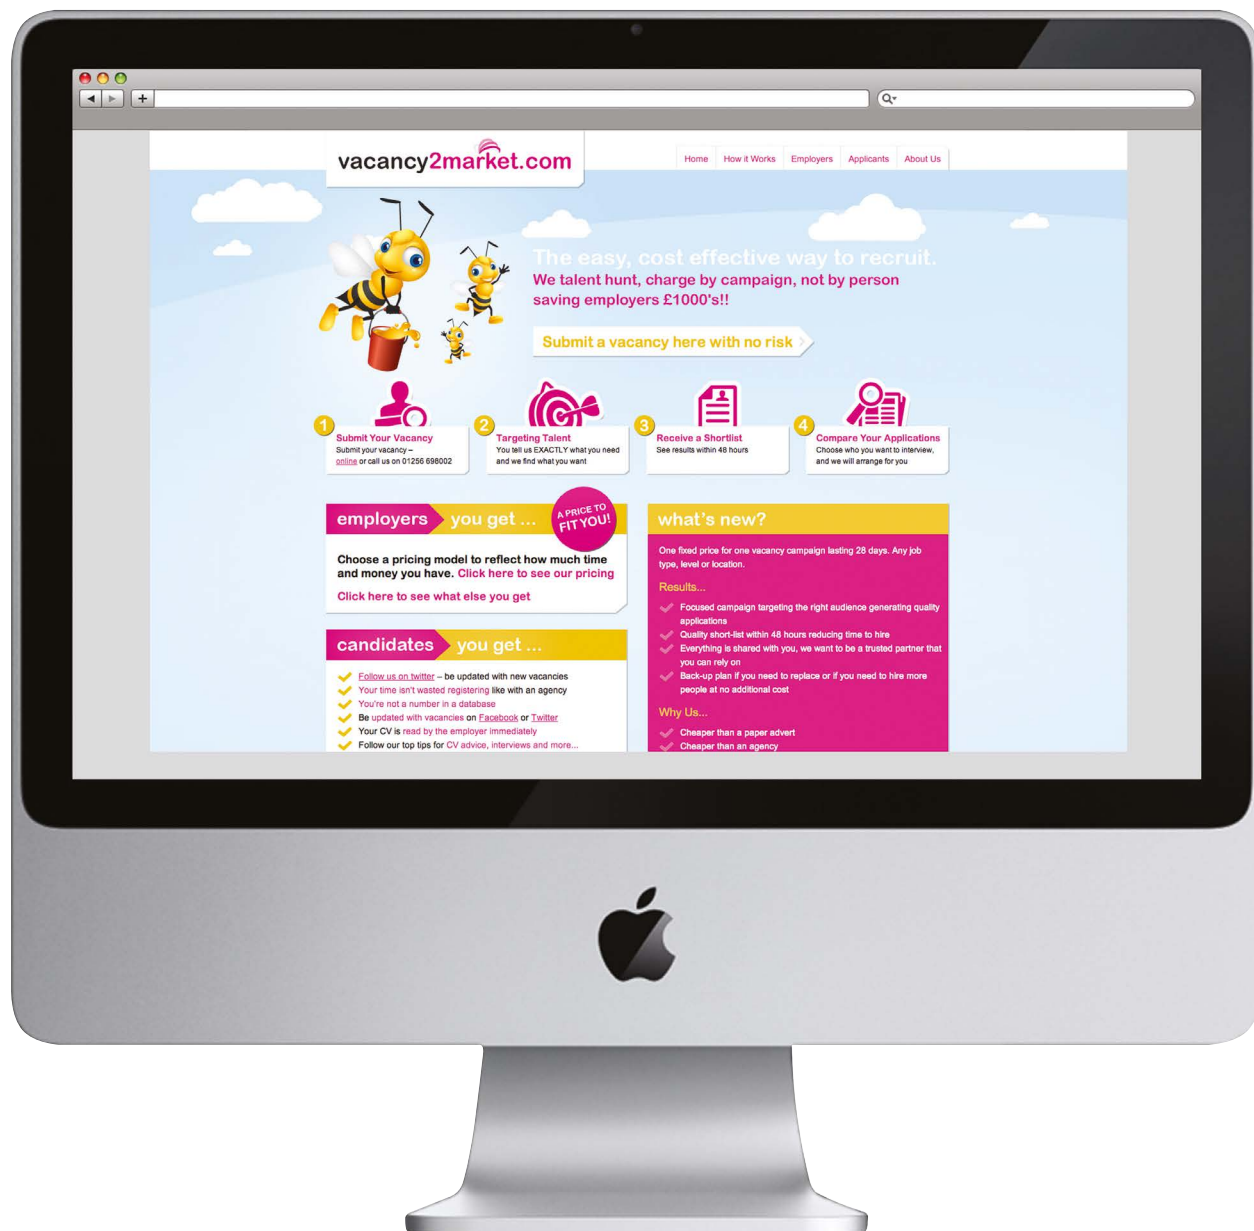 vacancy2market.com
Home How it Works Employers Applicants About Us
The easy, cost effective way to recruit.
We talent hunt, charge by campaign, not by person
saving employers £1000's!!
Submit a vacancy here with no risk
1
Submit Your Vacancy
Submit your vacancy –
online or call us on 01256 698002
2
Targeting Talent
You tell us EXACTLY what you need
and we find what you want
3
Receive a Shortlist
See results within 48 hours
4
Compare Your Applications
Choose who you want to interview,
and we will arrange for you
employers you get ...
A PRICE TO
FIT YOU!
Choose a pricing model to reflect how much time
and money you have. Click here to see our pricing
Click here to see what else you get
candidates you get ...
Follow us on twitter – be updated with new vacancies
Your time isn't wasted registering like with an agency
You're not a number in a database
Be updated with vacancies on Facebook or Twitter
Your CV is read by the employer immediately
Follow our top tips for CV advice, interviews and more...
what's new?
One fixed price for one vacancy campaign lasting 28 days. Any job
type, level or location.
Results...
Focused campaign targeting the right audience generating quality
applications
Quality short-list within 48 hours reducing time to hire
Everything is shared with you, we want to be a trusted partner that
you can rely on
Back-up plan if you need to replace or if you need to hire more
people at no additional cost
Why Us...
Cheaper than a paper advert
Cheaper than an agency